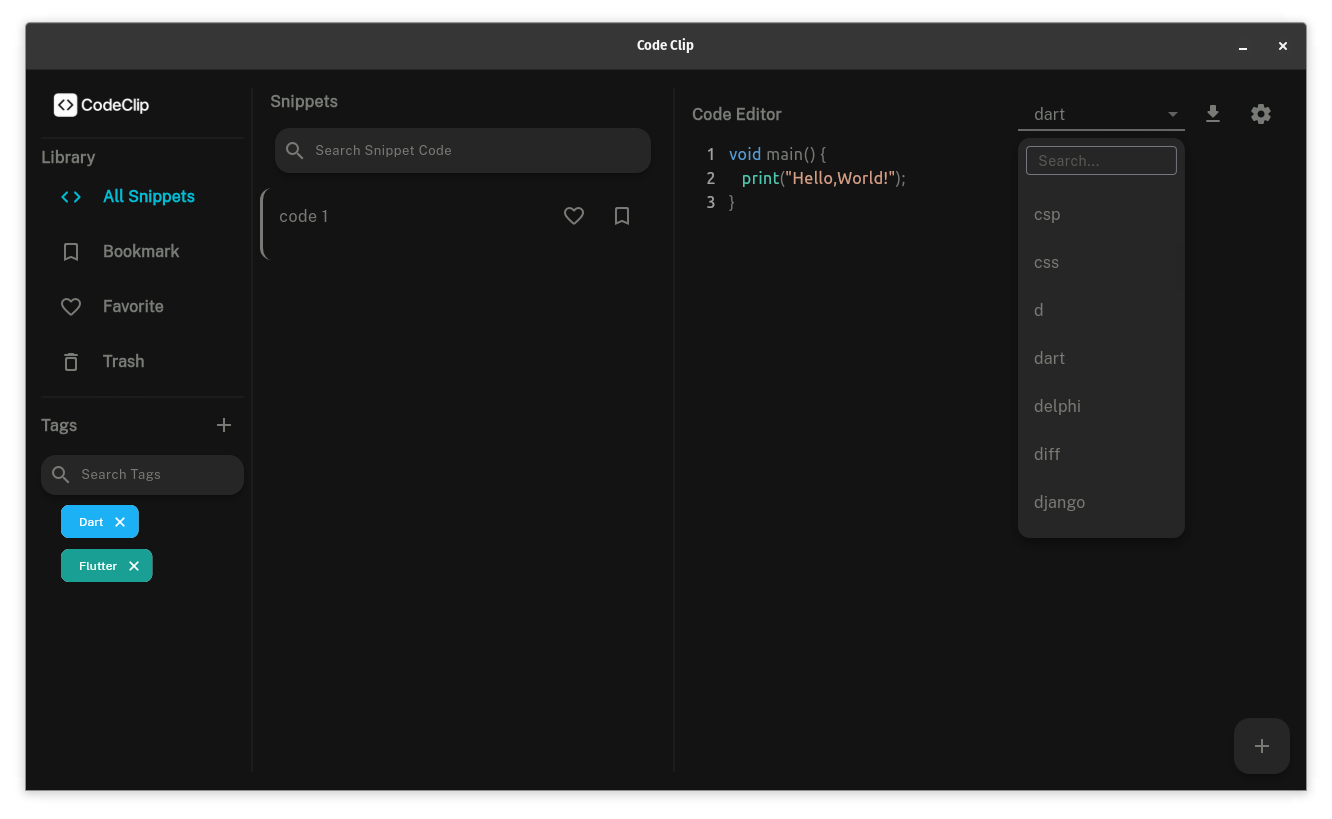 Code Clip
CodeClip
Library
All Snippets
Bookmark
Favorite
Trash
Tags
Search Tags
Dart
Flutter
Snippets
Search Snippet Code
code 1
Code Editor
dart
1 void main() {
2 print("Hello,World!");
3 }
Search...
csp
css
d
dart
delphi
diff
django